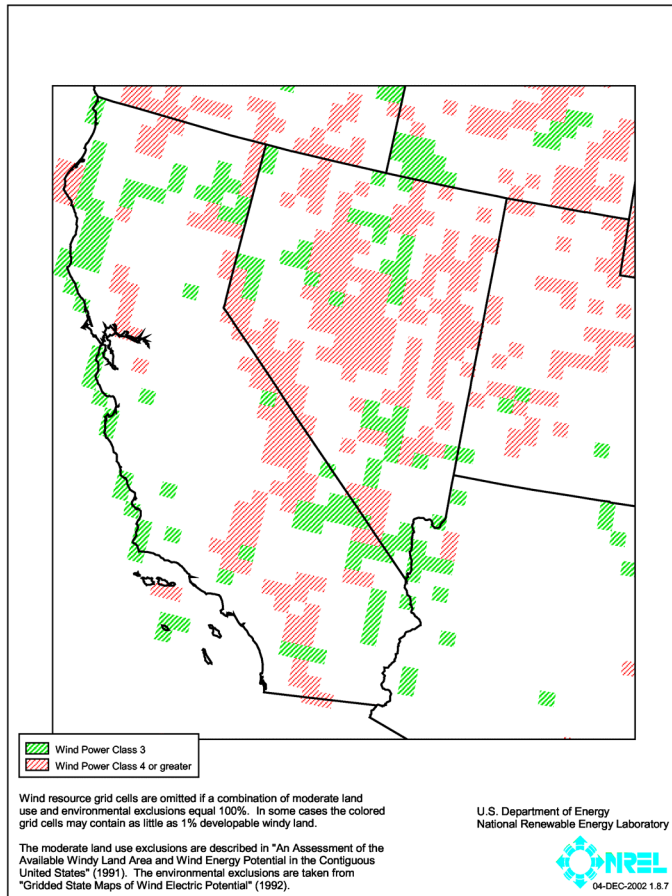 Wind Power Class 3
Wind Power Class 4 or greater
Wind resource grid cells are omitted if a combination of moderate land
use and environmental exclusions equal 100%. In some cases the colored
grid cells may contain as little as 1% developable windy land.
The moderate land use exclusions are described in "An Assessment of the
Available Windy Land Area and Wind Energy Potential in the Contiguous
United States" (1991). The environmental exclusions are taken from
"Gridded State Maps of Wind Electric Potential" (1992).
U.S. Department of Energy
National Renewable Energy Laboratory
NREL
04-DEC-2002 1.6.7